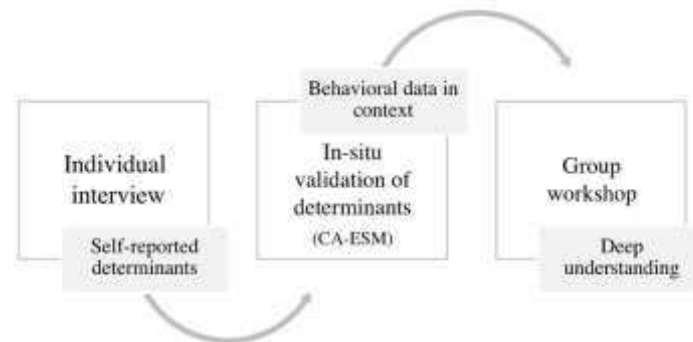 Individual
interview
Self-reported
determinants
Behavioral data in
context
In-situ
validation of
determinants
(CA-ESM)
Group
workshop
Deep
understanding